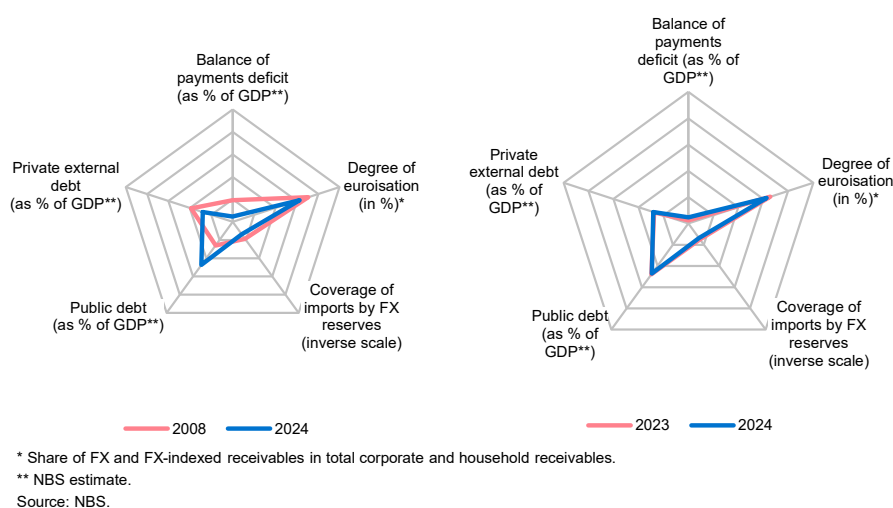 Balance of
payments deficit
(as % of GDP**)
Degree of
euroisation
(in %)*
Coverage of
imports by FX
reserves
(inverse scale)
Public debt
(as % of GDP**)
Private external
debt
(as % of GDP**)
2008
2024
Balance of
payments
deficit (as % of
GDP**)
Degree of
euroisation
(in %)*
Coverage of
imports by FX
reserves
(inverse scale)
Public debt
(as % of
GDP**)
Private
external debt
(as % of
GDP**)
2023
2024
* Share of FX and FX-indexed receivables in total corporate and household receivables.
** NBS estimate.
Source: NBS.